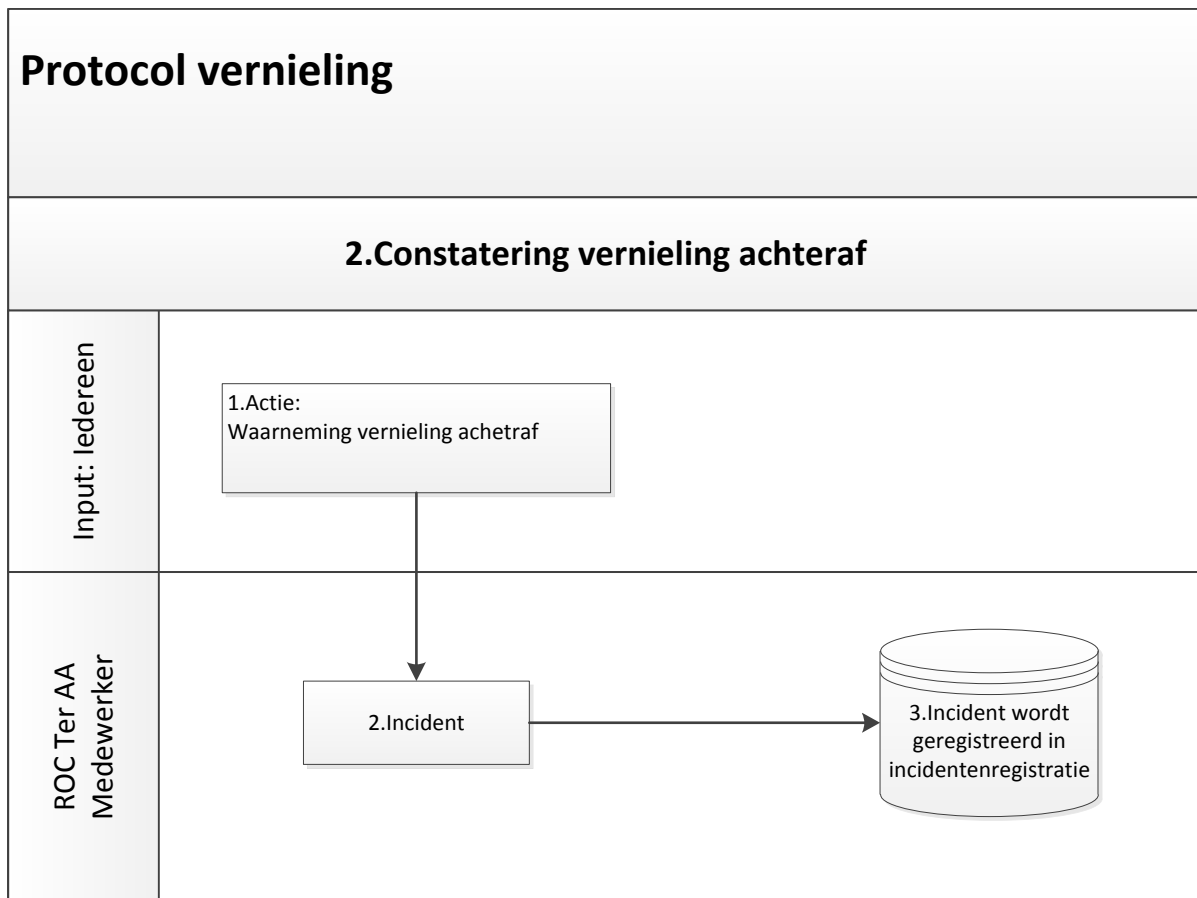 Protocol vernieling
2.Constatering vernieling achteraf
Input: Iedereen
1.Actie:
Waarneming vernieling achetraf
ROC Ter AA
Medewerker
2.Incident
3.Incident wordt
geregistreerd in
incidentenregistratie